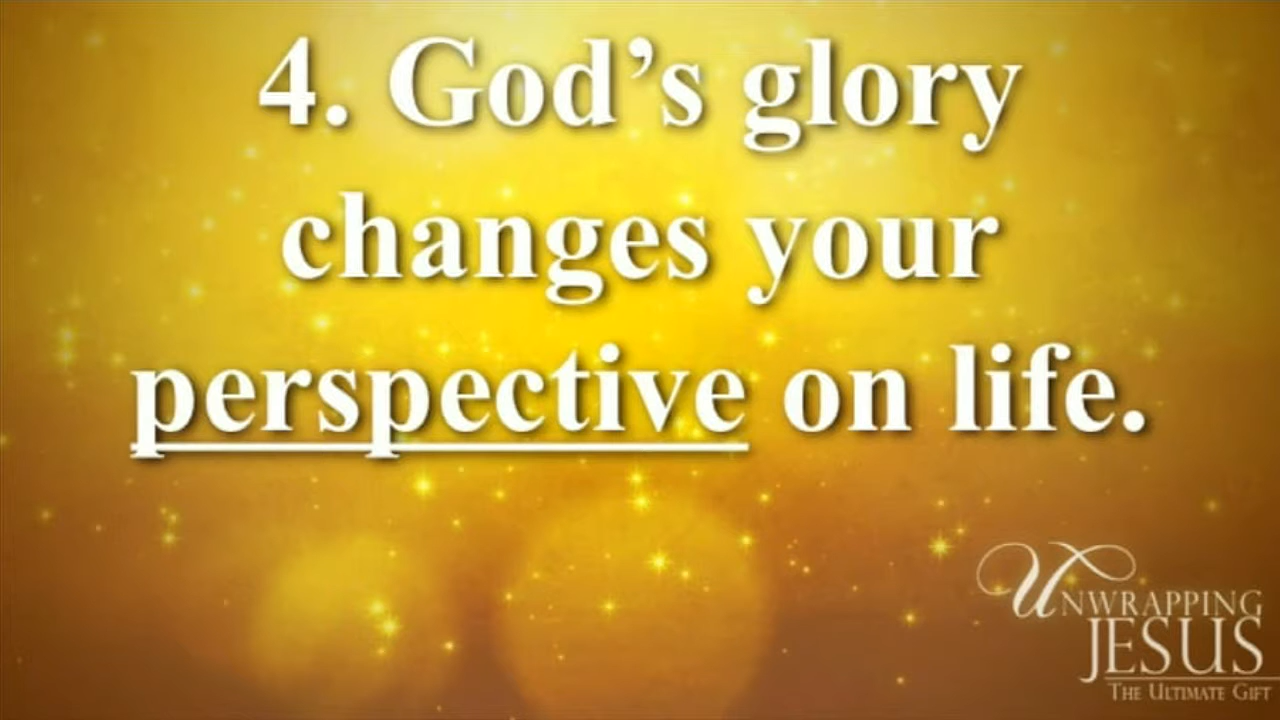 4. God’s glory
changes your
perspective on life.
UNWRAPPING
JESUS
THE ULTIMATE GIFT